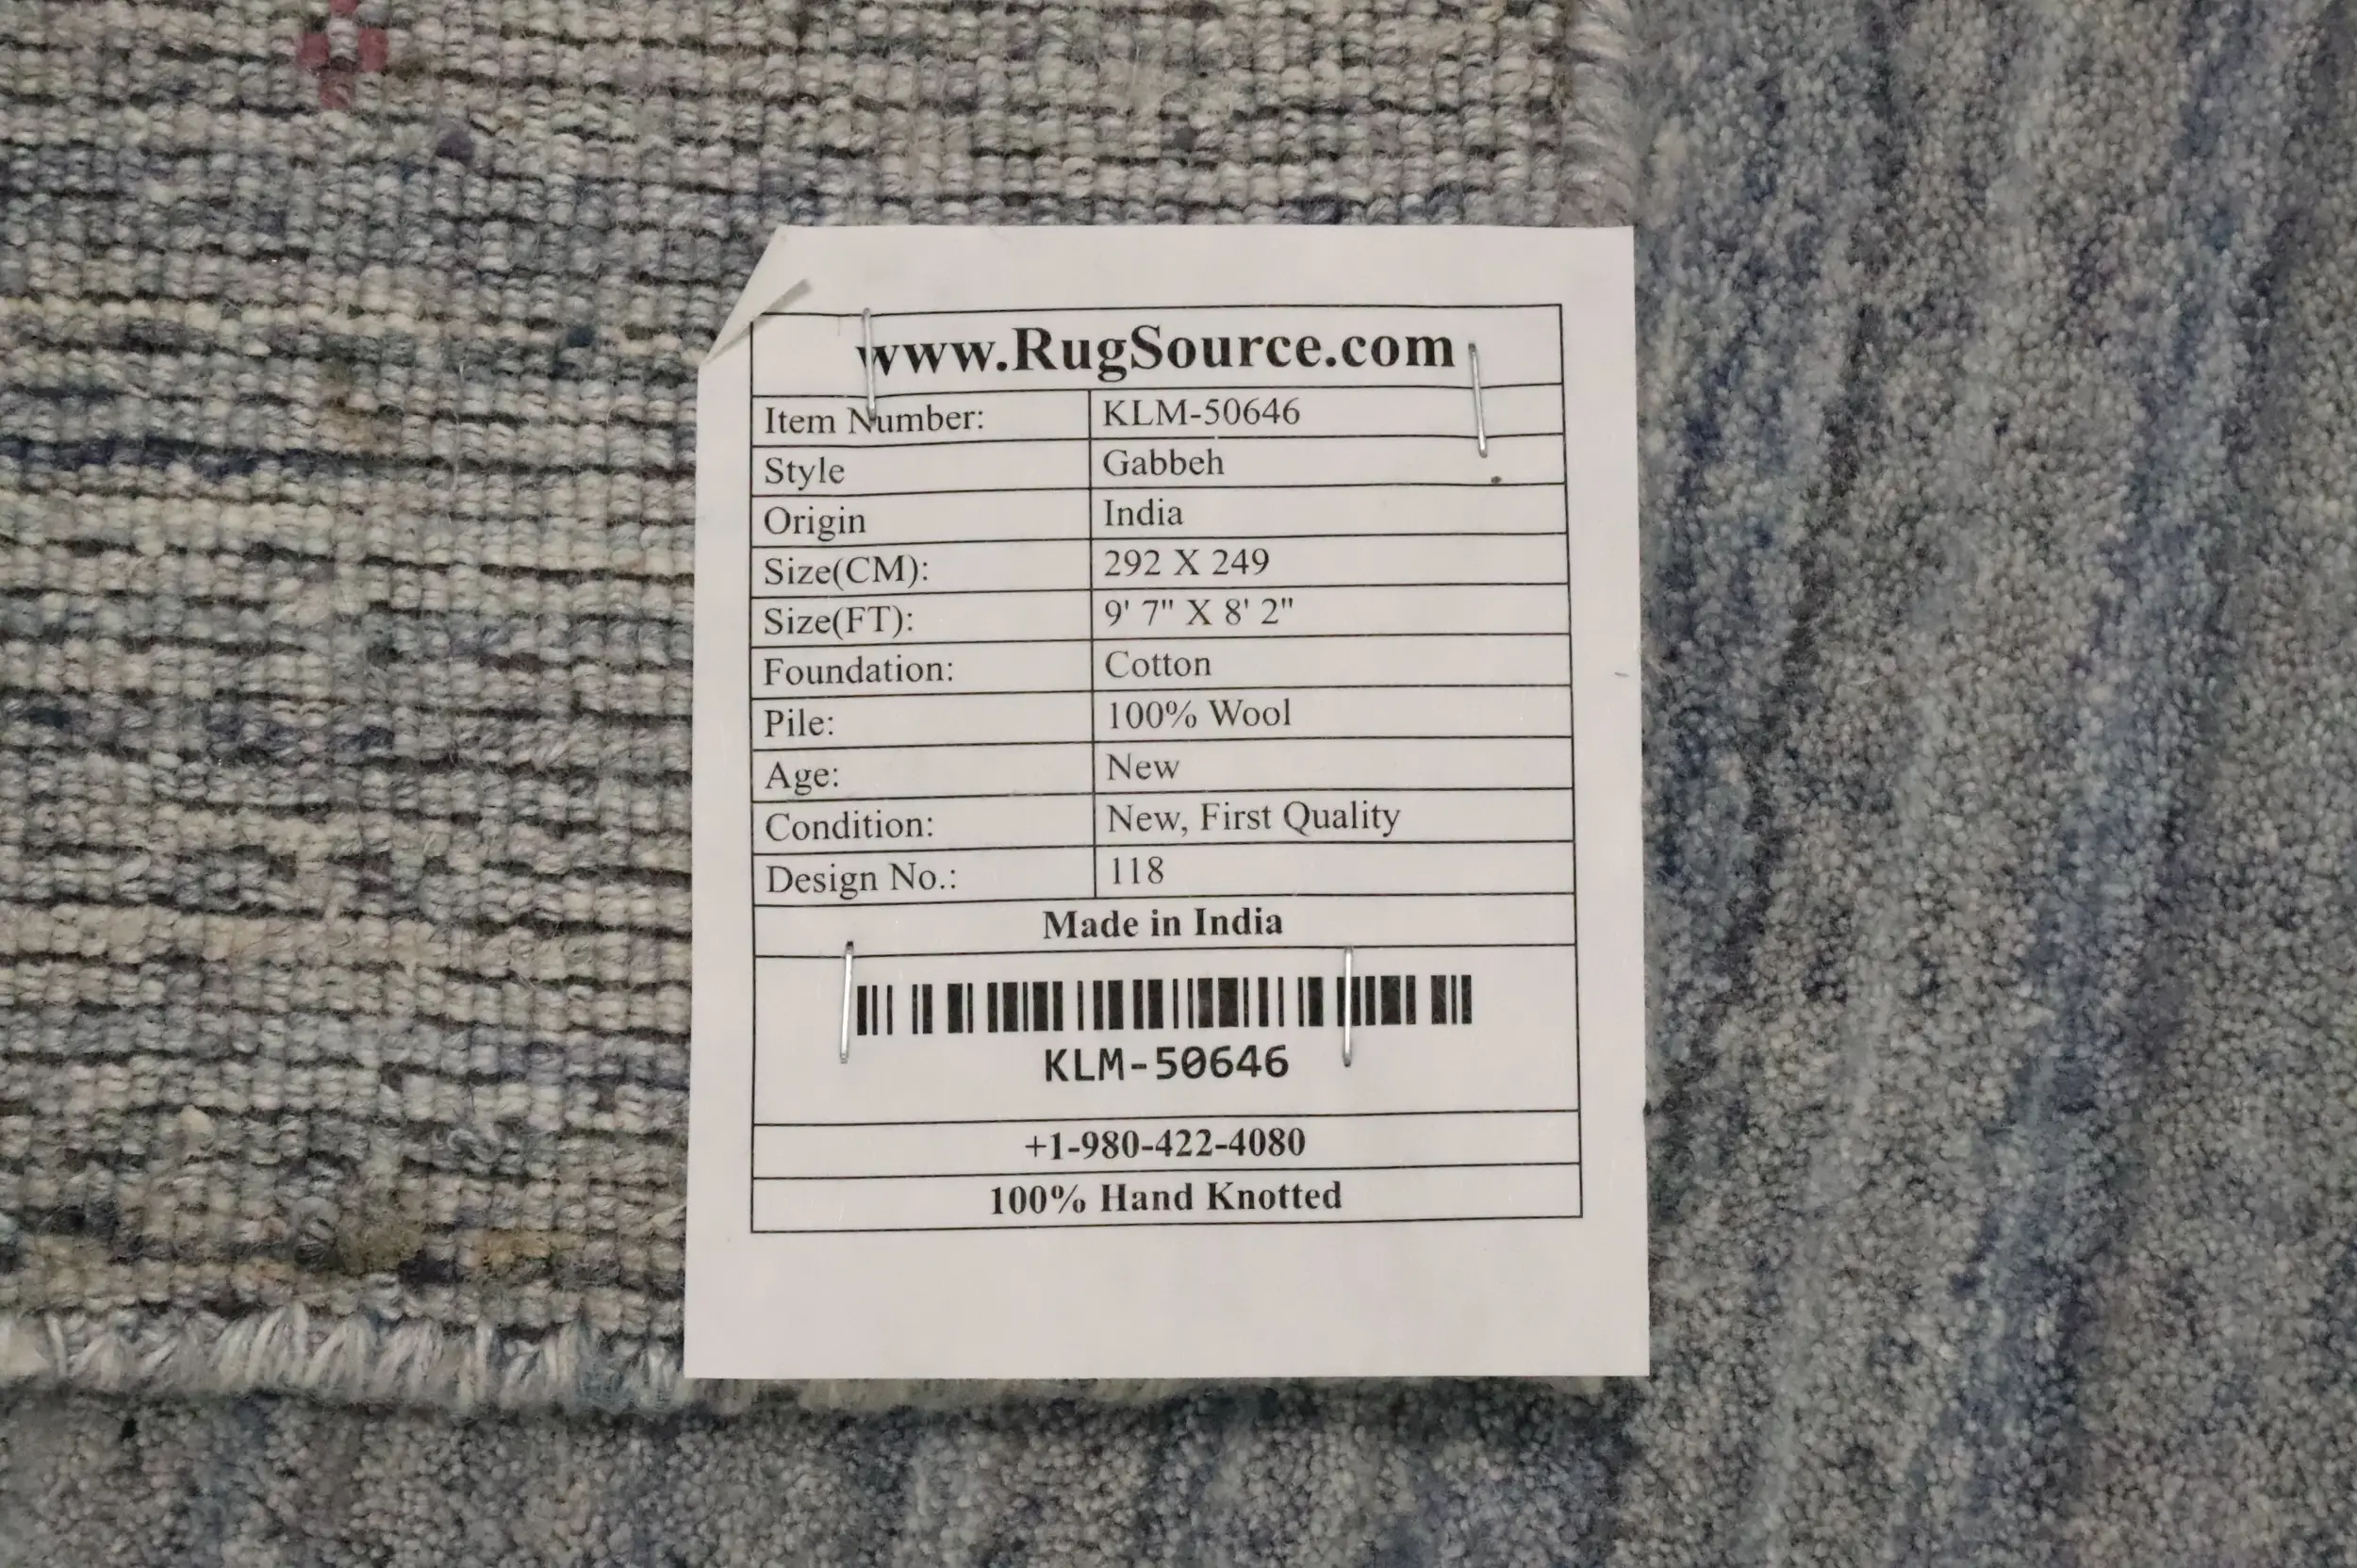 www.RugSource.com
Item Number: KLM-50646
Style Gabbeh
Origin India
Size(CM): 292 X 249
Size(FT): 9' 7" X 8' 2"
Foundation: Cotton
Pile: 100% Wool
Age: New
Condition: New, First Quality
Design No.: 118
Made in India
KLM-50646
+1-980-422-4080
100% Hand Knotted